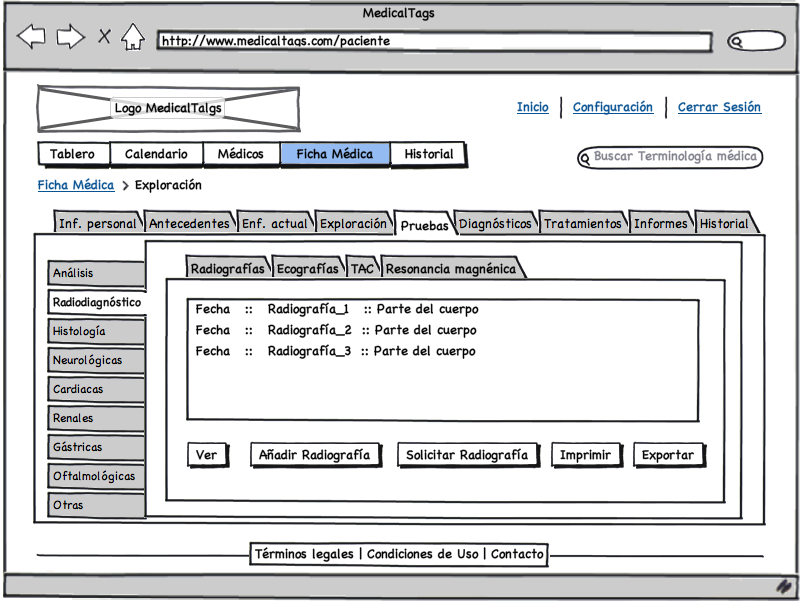 MedicalTags
http://www.medicaltags.com/paciente
Logo MedicalTalgs
Inicio | Configuración | Cerrar Sesión
Tablero Calendario Médicos Ficha Médica Historial
Buscar Terminología médica
Ficha Médica > Exploración
Inf. personal Antecedentes Enf. actual Exploración Pruebas Diagnósticos Tratamientos Informes Historial
Radiografías Ecografías TAC Resonancia magnénica
Análisis
Radiodiagnóstico
Histología
Neurológicas
Cardiacas
Renales
Gástricas
Oftalmológicas
Otras
Fecha :: Radiografía_1 :: Parte del cuerpo
Fecha :: Radiografía_2 :: Parte del cuerpo
Fecha :: Radiografía_3 :: Parte del cuerpo
Ver Añadir Radiografía Solicitar Radiografía Imprimir Exportar
Términos legales | Condiciones de Uso | Contacto